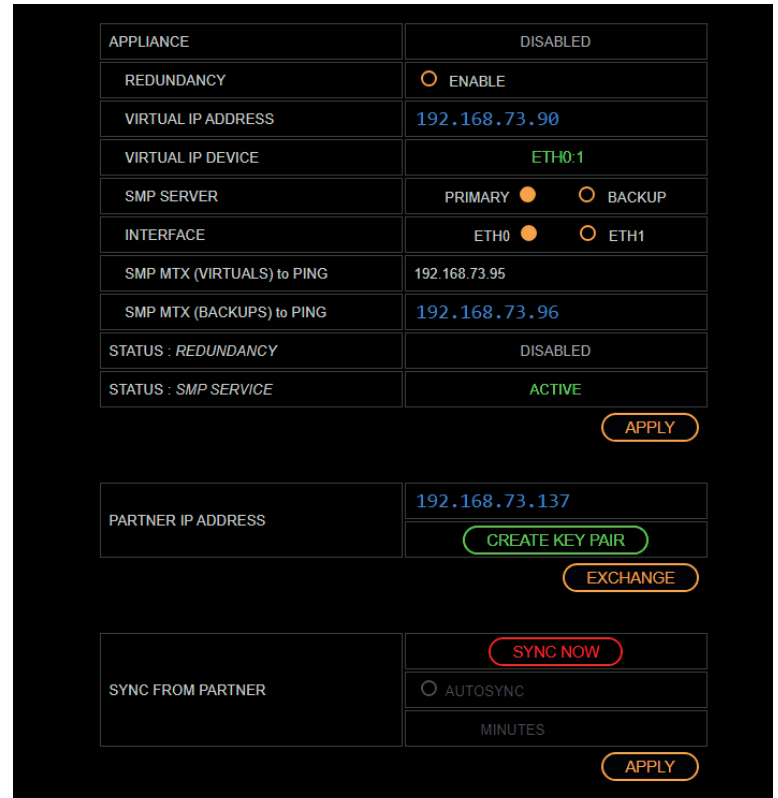 APPLIANCE DISABLED
REDUNDANCY ENABLE
VIRTUAL IP ADDRESS 192.168.73.90
VIRTUAL IP DEVICE ETH0:1
SMP SERVER PRIMARY BACKUP
INTERFACE ETH0 ETH1
SMP MTX (VIRTUALS) to PING 192.168.73.95
SMP MTX (BACKUPS) to PING 192.168.73.96
STATUS : REDUNDANCY DISABLED
STATUS : SMP SERVICE ACTIVE
APPLY
PARTNER IP ADDRESS 192.168.73.137
CREATE KEY PAIR
EXCHANGE
SYNC NOW
SYNC FROM PARTNER AUTOSYNC
MINUTES
APPLY